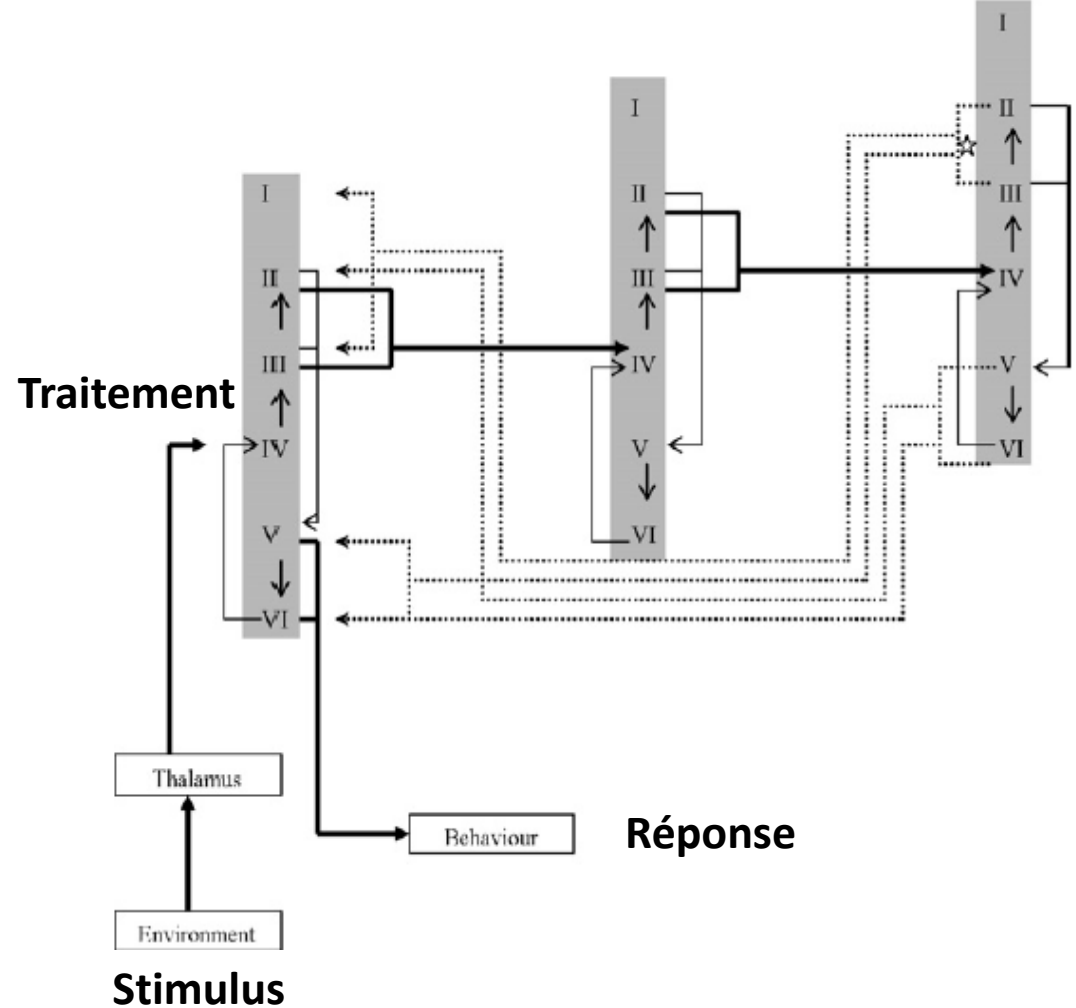 I
II
III
IV
V
VI
I
II
III
IV
V
VI
I
II
III
IV
V
VI
Traitement
Thalamus
Behaviour
Réponse
Environment
Stimulus